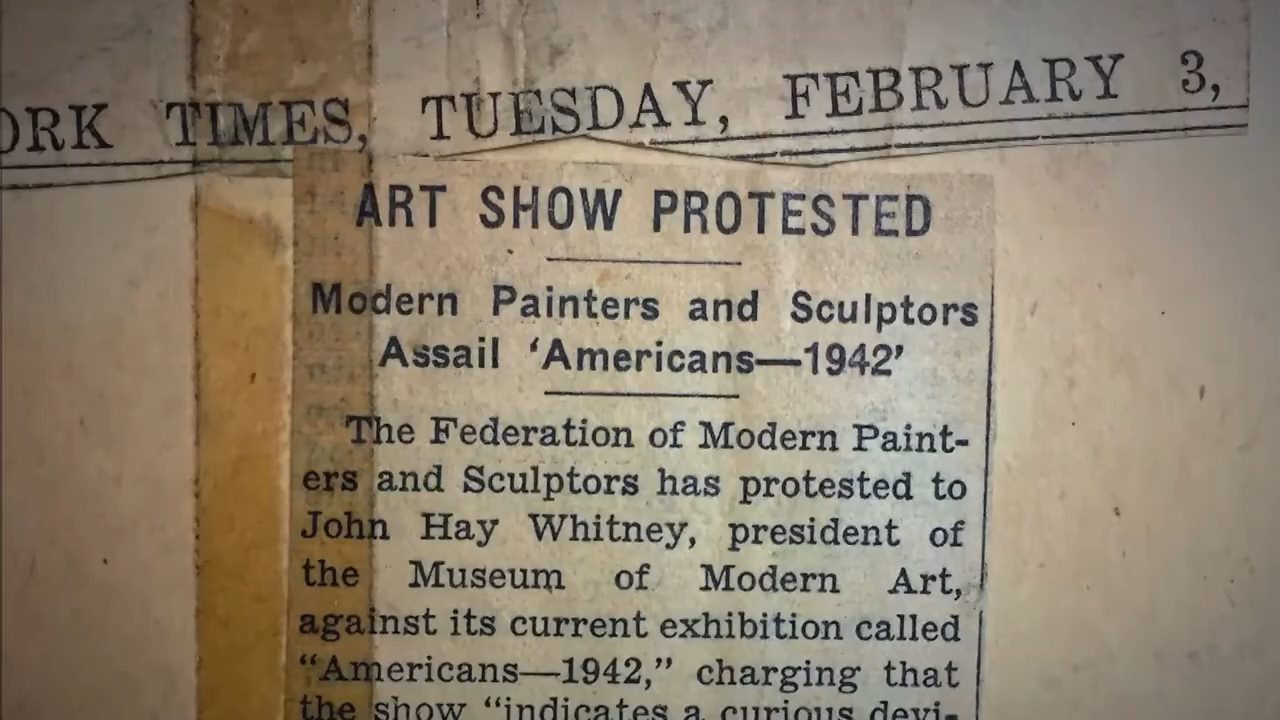 ORK TIMES, TUESDAY, FEBRUARY 3,
ART SHOW PROTESTED
Modern Painters and Sculptors
Assail ‘Americans—1942’
The Federation of Modern Paint-
ers and Sculptors has protested to
John Hay Whitney, president of
the Museum of Modern Art,
against its current exhibition called
“Americans—1942,” charging that
the show “indicates a curious devi-